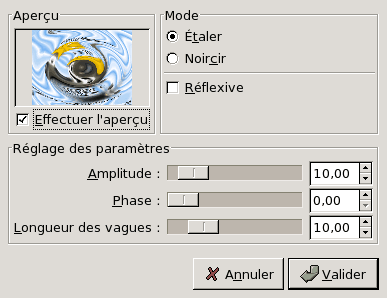 Aperçu
Effectuer l'aperçu
Mode
Étaler
Noircir
Réflexive
Réglage des paramètres
Amplitude : 10,00
Phase : 0,00
Longueur des vagues : 10,00
Annuler Valider